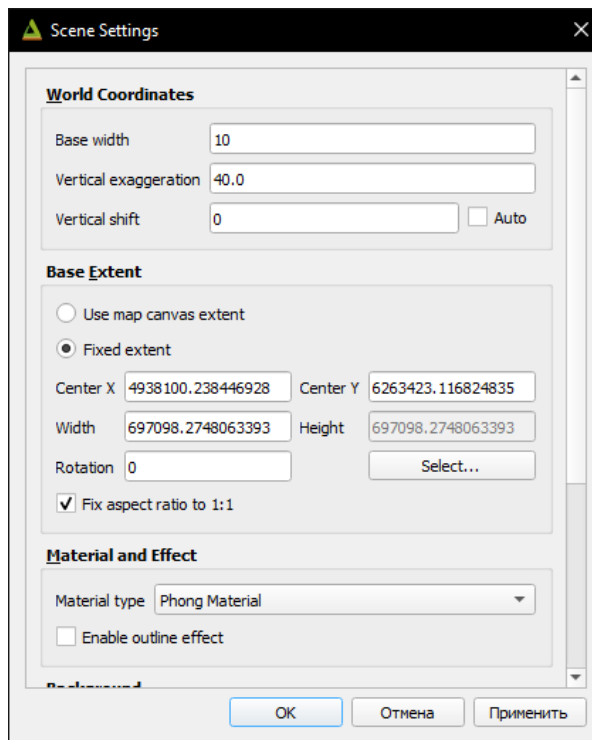 Scene Settings
World Coordinates
Base width 10
Vertical exaggeration 40.0
Vertical shift 0 Auto
Base Extent
Use map canvas extent
Fixed extent
Center X 4938100.238446928 Center Y 6263423.116824835
Width 697098.2748063393 Height 697098.2748063393
Rotation 0 Select...
Fix aspect ratio to 1:1
Material and Effect
Material type Phong Material
Enable outline effect
Background
OK Отмена Применить